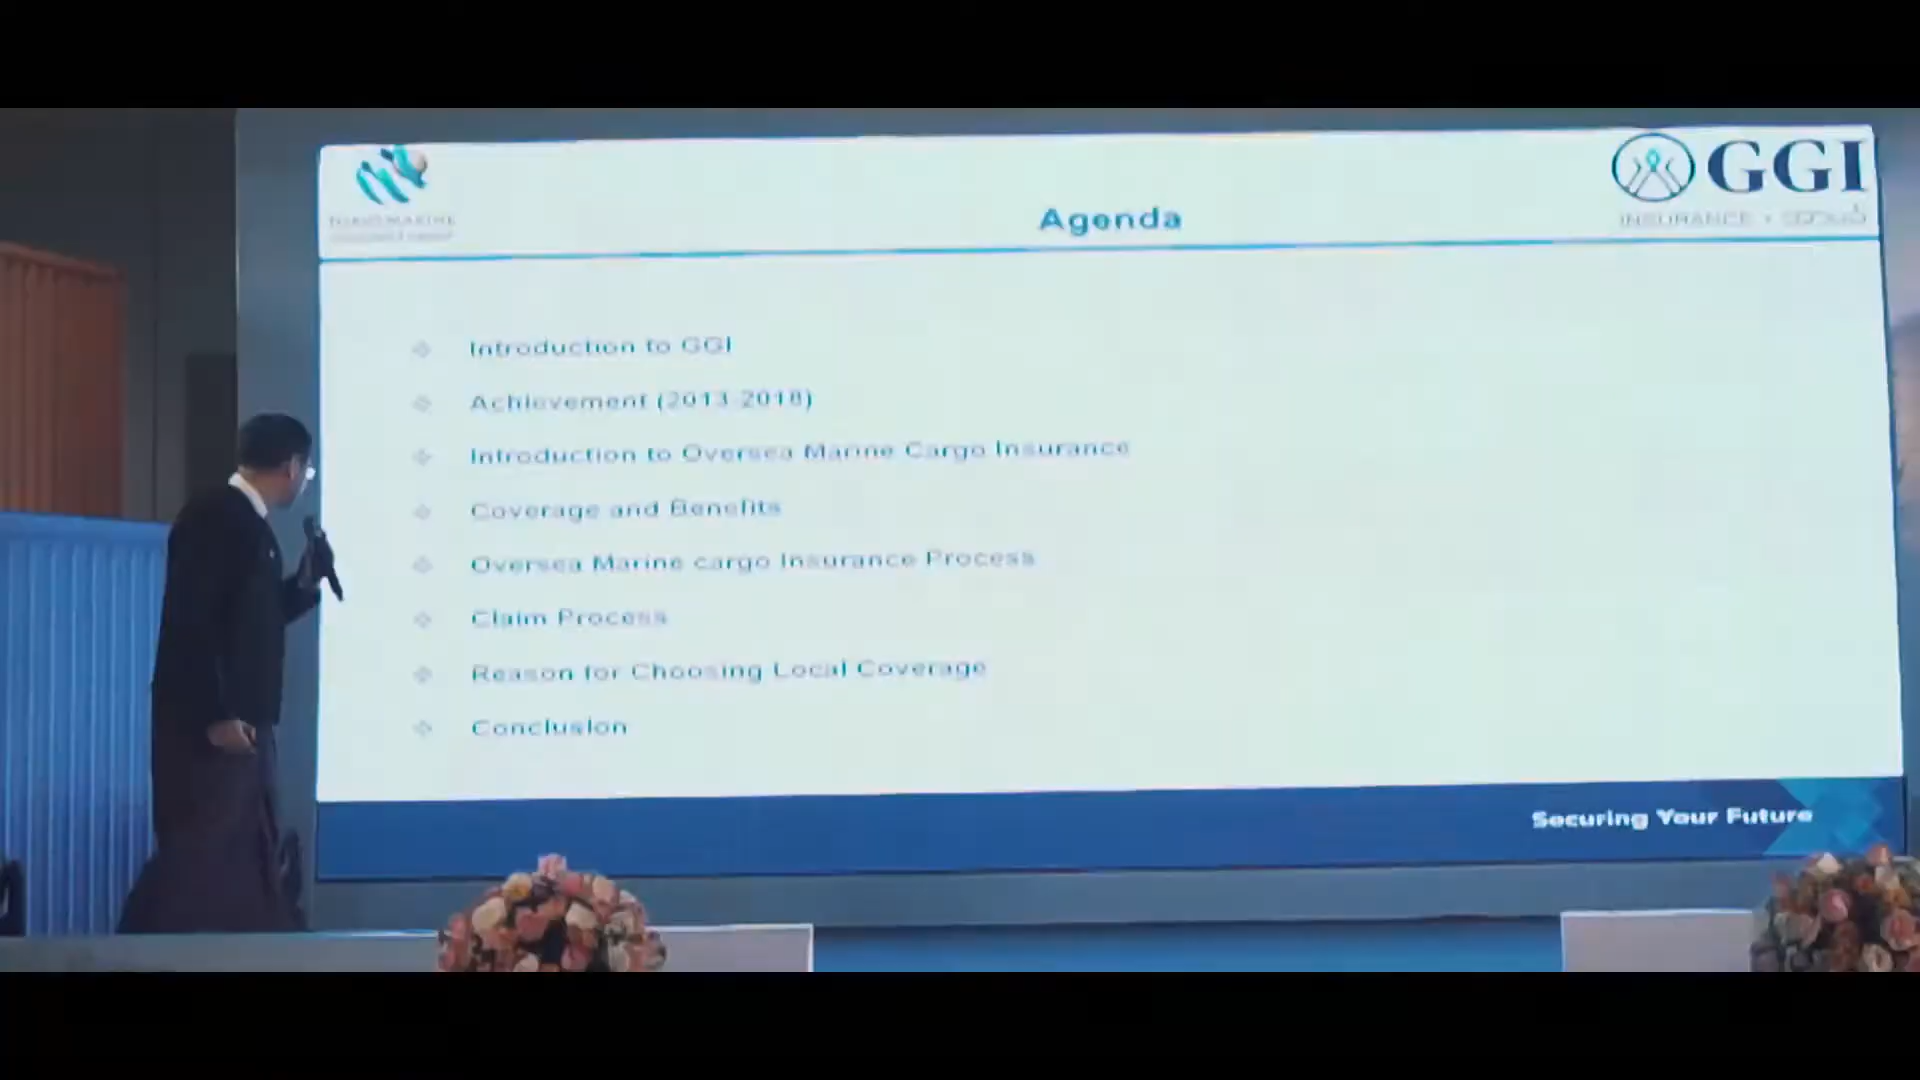 Agenda
GGI
INSURANCE •
Introduction to GGI
Achievement (2013-2018)
Introduction to Oversea Marine Cargo Insurance
Coverage and Benefits
Oversea Marine cargo Insurance Process
Claim Process
Reason for Choosing Local Coverage
Conclusion
Securing Your Future